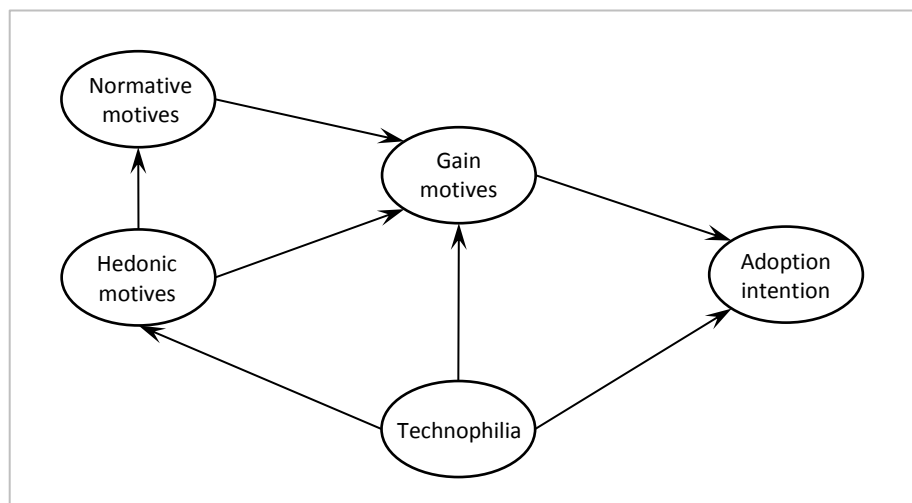 Normative
motives
Gain
motives
Hedonic
motives
Adoption
intention
Technophilia